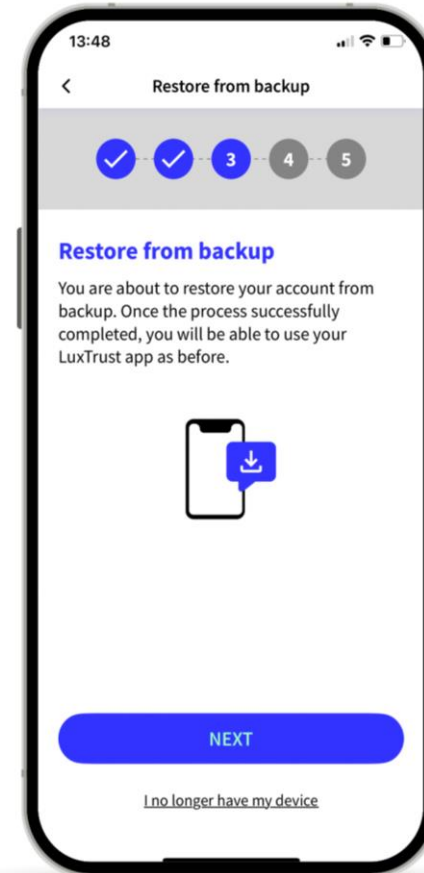 13:48
Restore from backup
3 4 5
Restore from backup
You are about to restore your account from
backup. Once the process successfully
completed, you will be able to use your
LuxTrust app as before.
NEXT
I no longer have my device